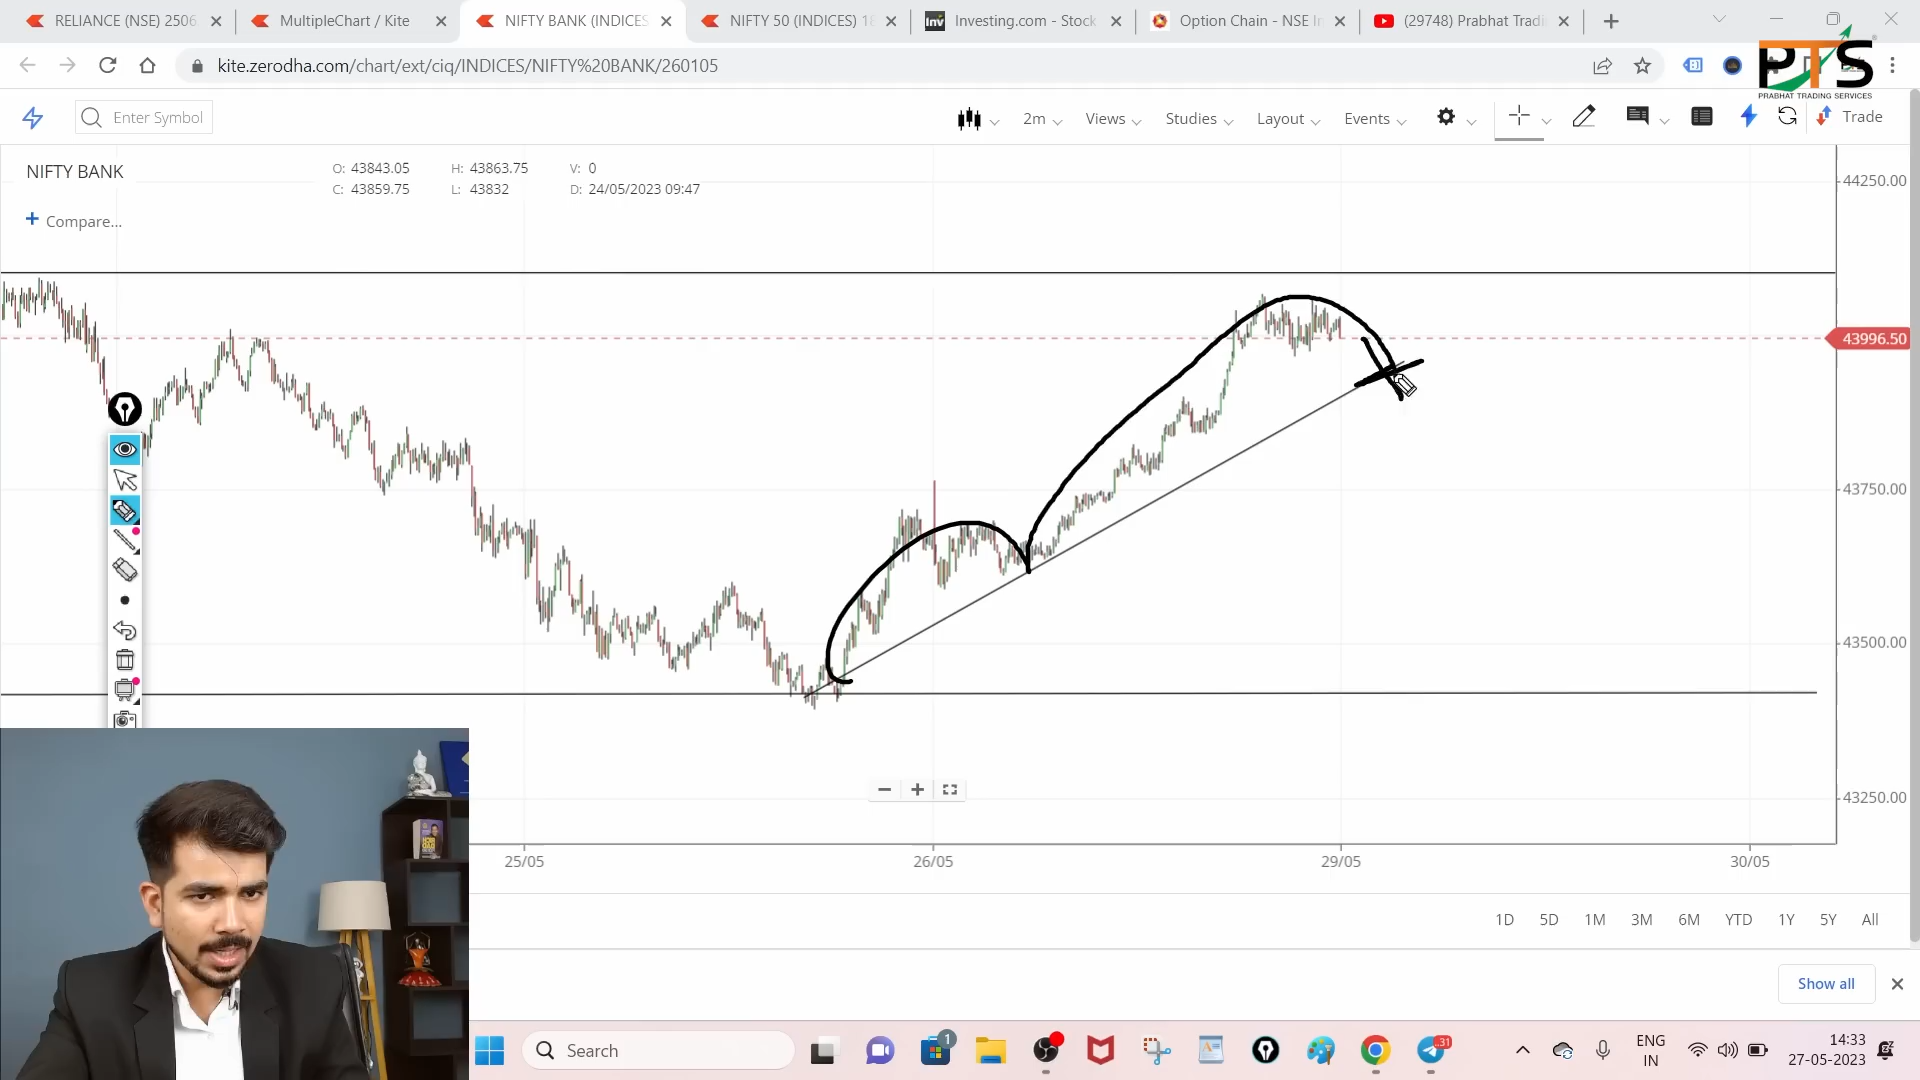 RELIANCE (NSE) 2506
MultipleChart / Kite
NIFTY BANK (INDICES
NIFTY 50 (INDICES) 18
Investing.com - Stock
Option Chain - NSE In
(29748) Prabhat Tradi
kite.zerodha.com/chart/ext/ciq/INDICES/NIFTY%20BANK/260105
PTS
PRABHAT TRADING SERVICES
Enter Symbol
2m
Views
Studies
Layout
Events
Trade
NIFTY BANK
O: 43843.05 H: 43863.75 V: 0
C: 43859.75 L: 43832 D: 24/05/2023 09:47
+ Compare...
44250.00
43996.50
43750.00
43500.00
43250.00
25/05 26/05 29/05 30/05
1D 5D 1M 3M 6M YTD 1Y 5Y All
Show all
Search
1
31
ENG
IN
14:33
27-05-2023